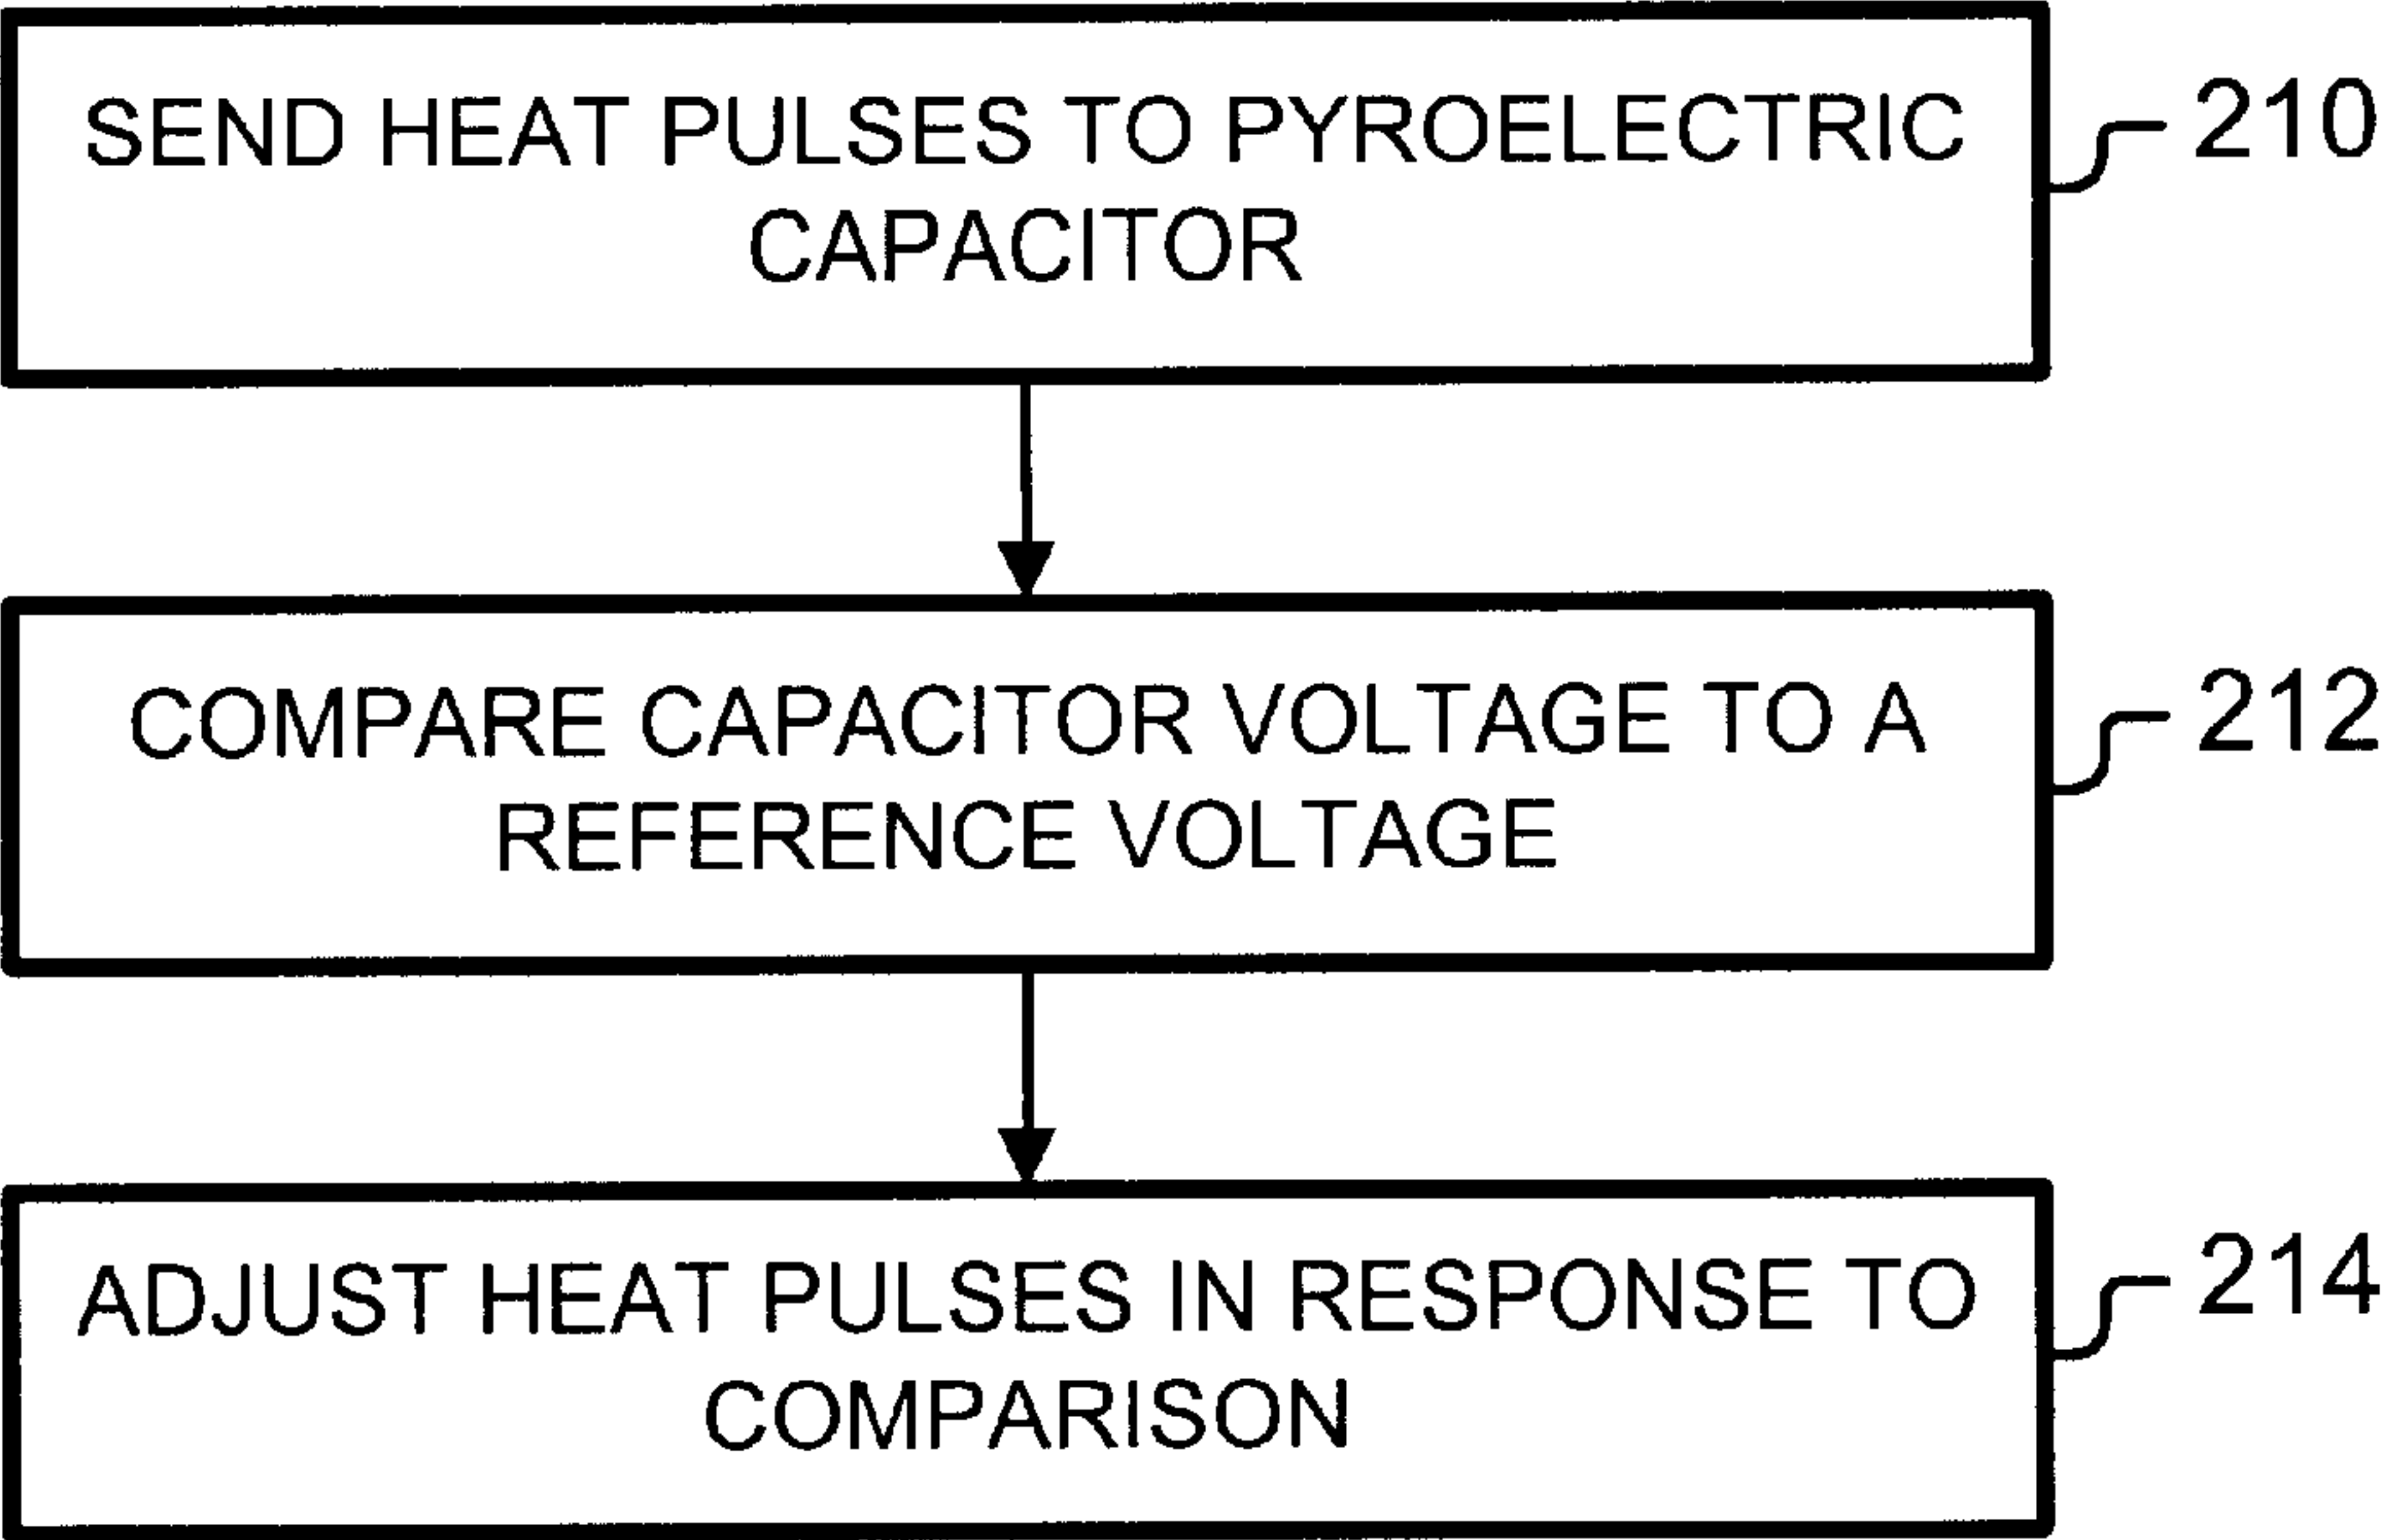 SEND HEAT PULSES TO PYROELECTRIC
CAPACITOR
210
COMPARE CAPACITOR VOLTAGE TO A
REFERENCE VOLTAGE
212
ADJUST HEAT PULSES IN RESPONSE TO
COMPARISON
214